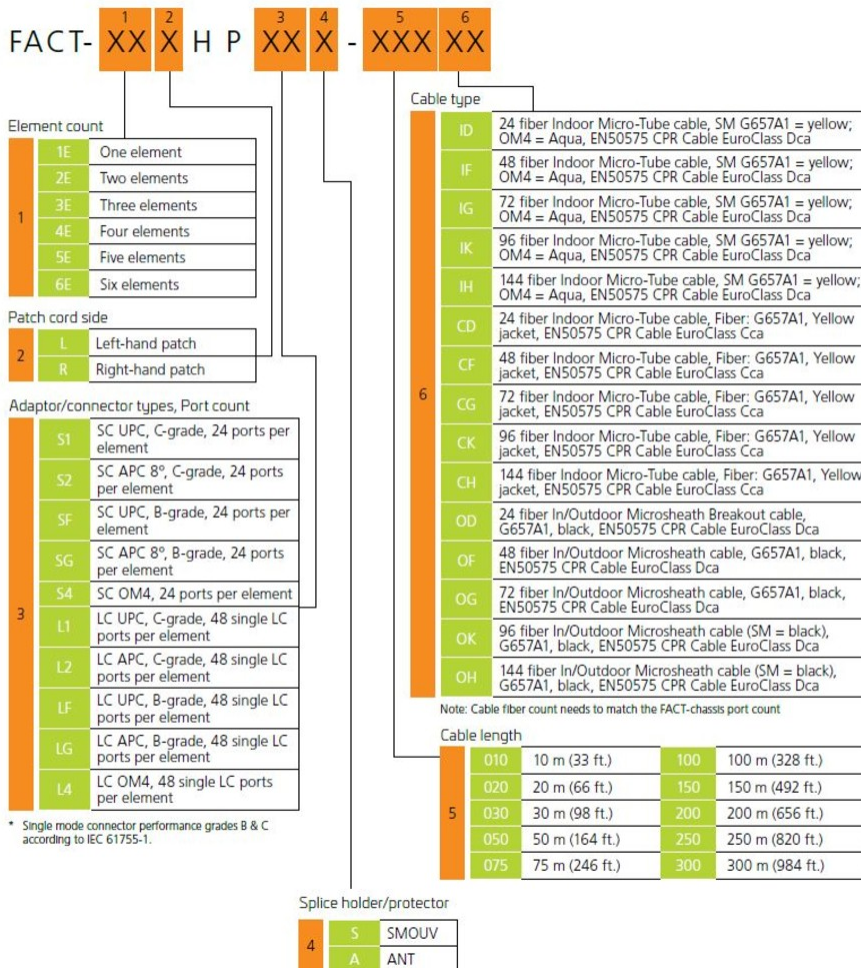 1 2 3 4 5 6
FACT- XX X H P XX X - XXX XX
Element count
1
1E One element
2E Two elements
3E Three elements
4E Four elements
5E Five elements
6E Six elements
Patch cord side
2
L Left-hand patch
R Right-hand patch
Adaptor/connector types, Port count
3
S1 SC UPC, C-grade, 24 ports per
element
S2 SC APC 8º, C-grade, 24 ports
per element
SF SC UPC, B-grade, 24 ports per
element
SG SC APC 8º, B-grade, 24 ports
per element
S4 SC OM4, 24 ports per element
L1 LC UPC, C-grade, 48 single LC
ports per element
L2 LC APC, C-grade, 48 single LC
ports per element
LF LC UPC, B-grade, 48 single LC
ports per element
LG LC APC, B-grade, 48 single LC
ports per element
L4 LC OM4, 48 single LC ports
per element
* Single mode connector performance grades B & C
according to IEC 61755-1.
Cable type
6
ID 24 fiber Indoor Micro-Tube cable, SM G657A1 = yellow;
OM4 = Aqua, EN50575 CPR Cable EuroClass Dca
IF 48 fiber Indoor Micro-Tube cable, SM G657A1 = yellow;
OM4 = Aqua, EN50575 CPR Cable EuroClass Dca
IG 72 fiber Indoor Micro-Tube cable, SM G657A1 = yellow;
OM4 = Aqua, EN50575 CPR Cable EuroClass Dca
IK 96 fiber Indoor Micro-Tube cable, SM G657A1 = yellow;
OM4 = Aqua, EN50575 CPR Cable EuroClass Dca
IH 144 fiber Indoor Micro-Tube cable, SM G657A1 = yellow;
OM4 = Aqua, EN50575 CPR Cable EuroClass Dca
CD 24 fiber Indoor Micro-Tube cable, Fiber: G657A1, Yellow
jacket, EN50575 CPR Cable EuroClass Cca
CF 48 fiber Indoor Micro-Tube cable, Fiber: G657A1, Yellow
jacket, EN50575 CPR Cable EuroClass Cca
CG 72 fiber Indoor Micro-Tube cable, Fiber: G657A1, Yellow
jacket, EN50575 CPR Cable EuroClass Cca
CK 96 fiber Indoor Micro-Tube cable, Fiber: G657A1, Yellow
jacket, EN50575 CPR Cable EuroClass Cca
CH 144 fiber Indoor Micro-Tube cable, Fiber: G657A1, Yellow
jacket, EN50575 CPR Cable EuroClass Cca
OD 24 fiber In/Outdoor Microsheath Breakout cable,
G657A1, black, EN50575 CPR Cable EuroClass Dca
OF 48 fiber In/Outdoor Microsheath cable, G657A1, black,
EN50575 CPR Cable EuroClass Dca
OG 72 fiber In/Outdoor Microsheath cable, G657A1, black,
EN50575 CPR Cable EuroClass Dca
OK 96 fiber In/Outdoor Microsheath cable (SM = black),
G657A1, black, EN50575 CPR Cable EuroClass Dca
OH 144 fiber In/Outdoor Microsheath cable (SM = black),
G657A1, black, EN50575 CPR Cable EuroClass Dca
Note: Cable fiber count needs to match the FACT-chassis port count
Cable length
5
010 10 m (33 ft.) 100 100 m (328 ft.)
020 20 m (66 ft.) 150 150 m (492 ft.)
030 30 m (98 ft.) 200 200 m (656 ft.)
050 50 m (164 ft.) 250 250 m (820 ft.)
075 75 m (246 ft.) 300 300 m (984 ft.)
Splice holder/protector
4
S SMOUV
A ANT